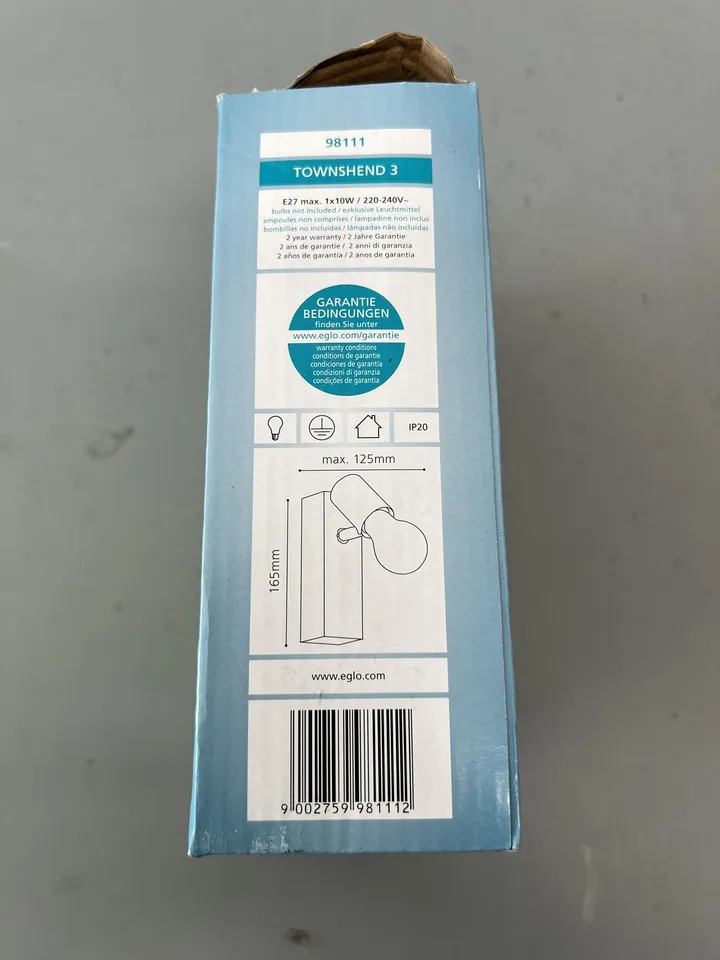 98111
TOWNSHEND 3
E27 max. 1x10W / 220-240V~
bulbs not included / exklusive Leuchtmittel
ampoules non comprises / lampadine non inclus
bombillas no incluidas / lâmpadas não incluídas
2 year warranty / 2 Jahre Garantie
2 ans de garantie / 2 anni di garanzia
2 años de garantía / 2 anos de garantia
GARANTIE
BEDINGUNGEN
finden Sie unter
www.eglo.com/garantie
warranty conditions
conditions de garantie
condiciones de garantía
condizioni di garanzia
condições de garantia
IP20
max. 125mm
165mm
www.eglo.com
9 002759 981112